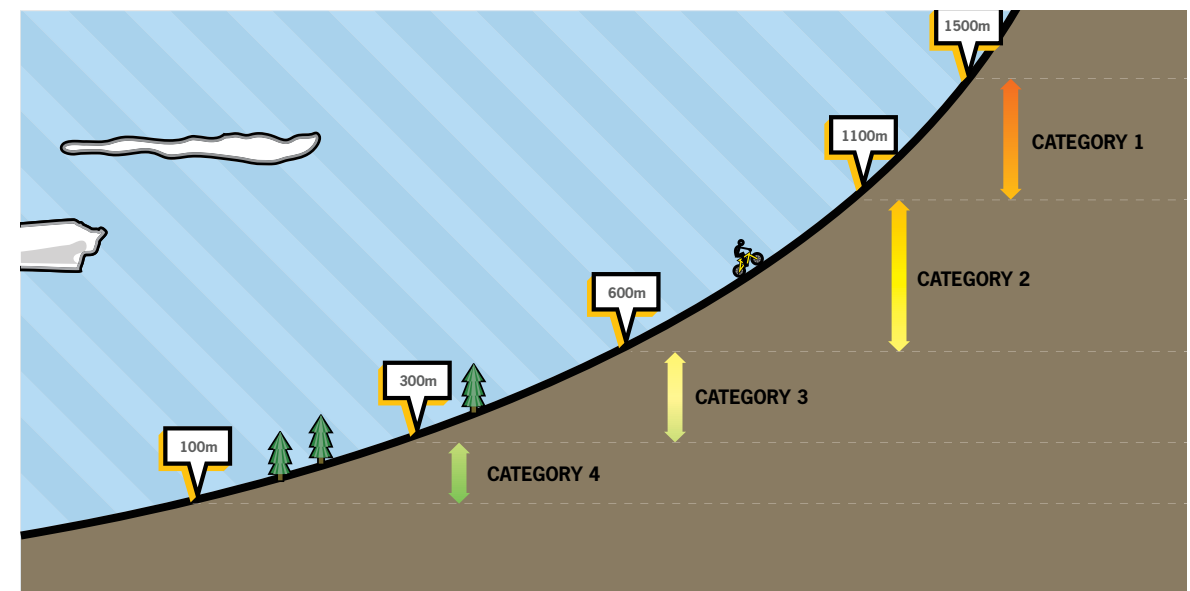 1500m
1100m
CATEGORY 1
CATEGORY 2
600m
300m
CATEGORY 3
100m
CATEGORY 4